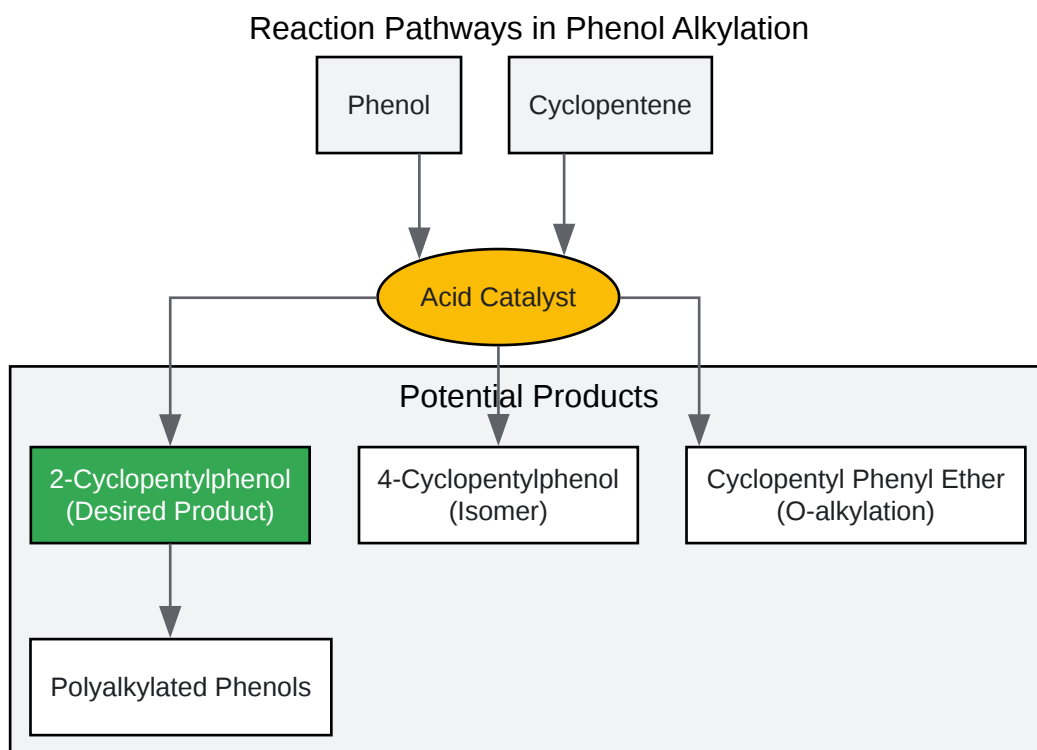 Reaction Pathways in Phenol Alkylation
Phenol
Cyclopentene
Acid Catalyst
Potential Products
2-Cyclopentylphenol
(Desired Product)
4-Cyclopentylphenol
(Isomer)
Cyclopentyl Phenyl Ether
(O-alkylation)
Polyalkylated Phenols